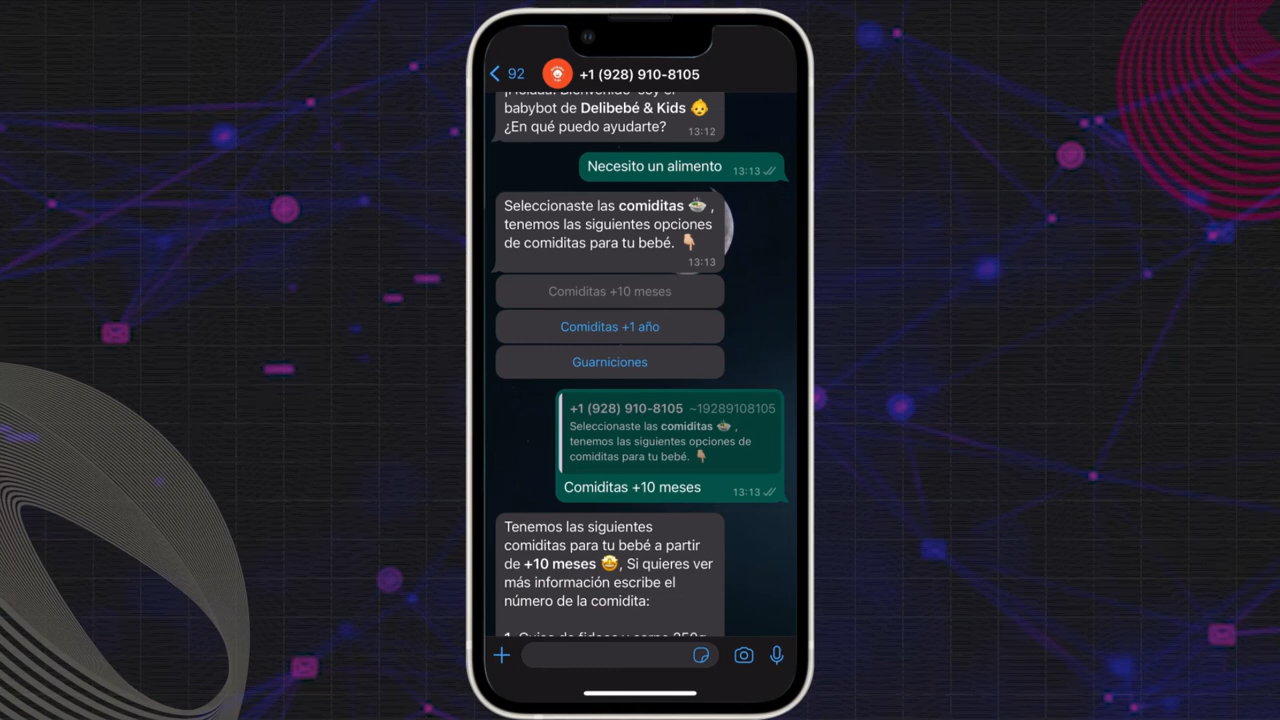 92
+1 (928) 910-8105
babybot de Delibebé & Kids 👶
¿En qué puedo ayudarte? 13:12
Necesito un alimento 13:13
Seleccionaste las comiditas 🍲 ,
tenemos las siguientes opciones
de comiditas para tu bebé. 👇🏼
13:13
Comiditas +10 meses
Comiditas +1 año
Guarniciones
+1 (928) 910-8105 ~19289108105
Seleccionaste las comiditas 🍲 ,
tenemos las siguientes opciones de
comiditas para tu bebé. 👇🏼
Comiditas +10 meses 13:13
Tenemos las siguientes
comiditas para tu bebé a partir
de +10 meses 🤩, Si quieres ver
más información escribe el
número de la comidita: